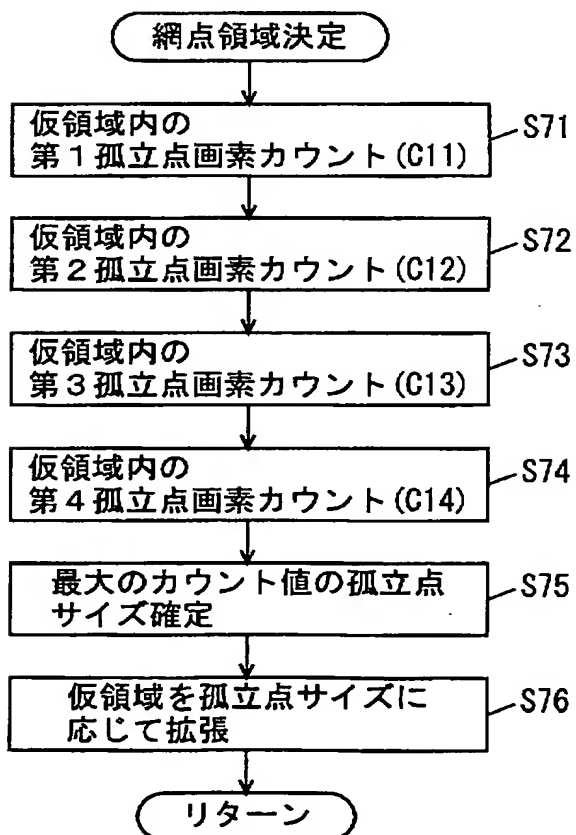 網点領域決定
仮領域内の
第1孤立点画素カウント(C11)
S71
仮領域内の
第2孤立点画素カウント(C12)
S72
仮領域内の
第3孤立点画素カウント(C13)
S73
仮領域内の
第4孤立点画素カウント(C14)
S74
最大のカウント値の孤立点
サイズ確定
S75
仮領域を孤立点サイズに
応じて拡張
S76
リターン